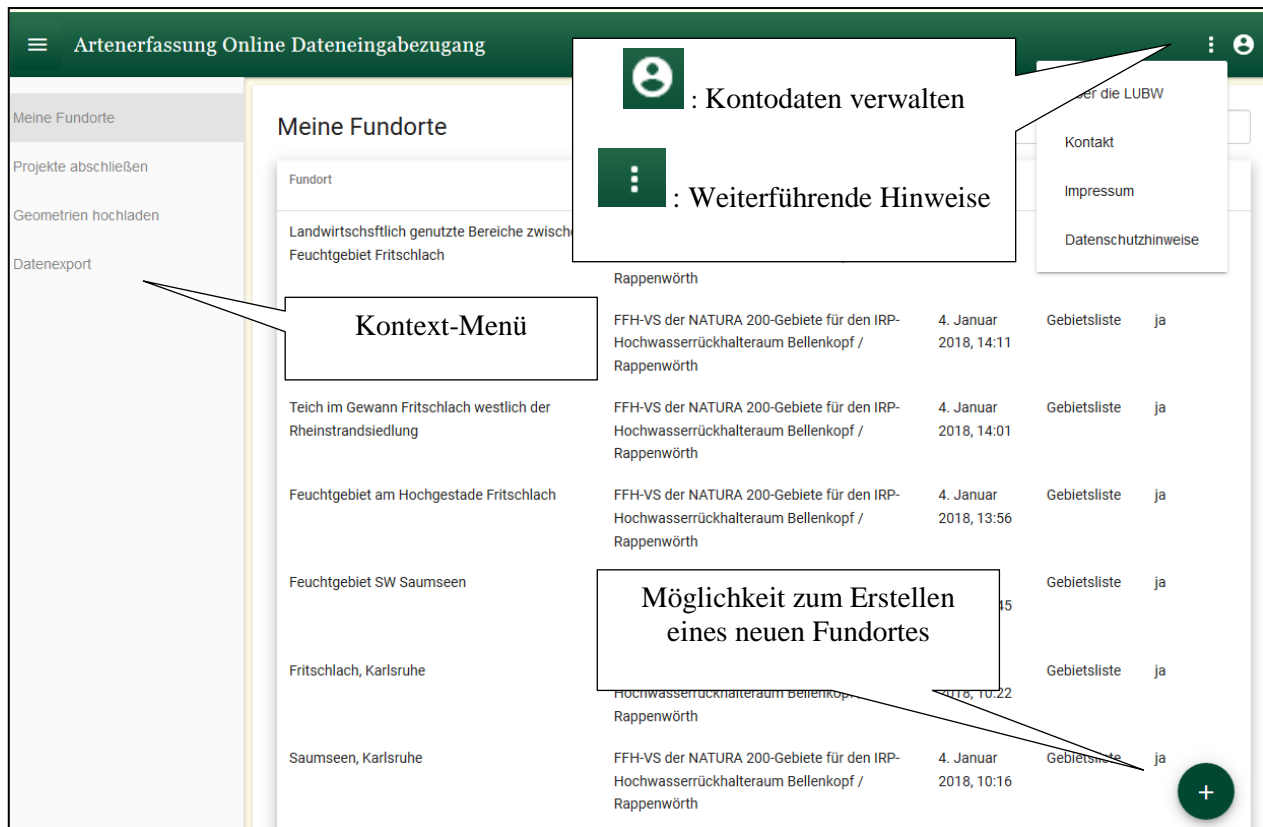 Artenerfassung Online Dateneingabezugang
: Kontodaten verwalten
: Weiterführende Hinweise
über die LUBW
Kontakt
Impressum
Datenschutzhinweise
Meine Fundorte
Projekte abschließen
Geometrien hochladen
Datenexport
Kontext-Menü
Meine Fundorte
Fundort
Landwirtschsftlich genutzte Bereiche
Feuchtgebiet Fritschlach
Rappenwörth
FFH-VS der NATURA 200-Gebiete für den IRP-
Hochwasserrückhalteraum Bellenkopf /
Rappenwörth
4. Januar
2018, 14:11
Gebietsliste
ja
Teich im Gewann Fritschlach westlich der
Rheinstrandsiedlung
FFH-VS der NATURA 200-Gebiete für den IRP-
Hochwasserrückhalteraum Bellenkopf /
Rappenwörth
4. Januar
2018, 14:01
Gebietsliste
ja
Feuchtgebiet am Hochgestade Fritschlach
FFH-VS der NATURA 200-Gebiete für den IRP-
Hochwasserrückhalteraum Bellenkopf /
Rappenwörth
4. Januar
2018, 13:56
Gebietsliste
ja
Feuchtgebiet SW Saumseen
Gebietsliste
ja
Möglichkeit zum Erstellen
eines neuen Fundortes
Fritschlach, Karlsruhe
Hochwasserrückhalteraum Bellenkopf
Rappenwörth
2018, 10:22
Gebietsliste
ja
Saumseen, Karlsruhe
FFH-VS der NATURA 200-Gebiete für den IRP-
Hochwasserrückhalteraum Bellenkopf /
Rappenwörth
4. Januar
2018, 10:16
Gebietsliste
ja
+